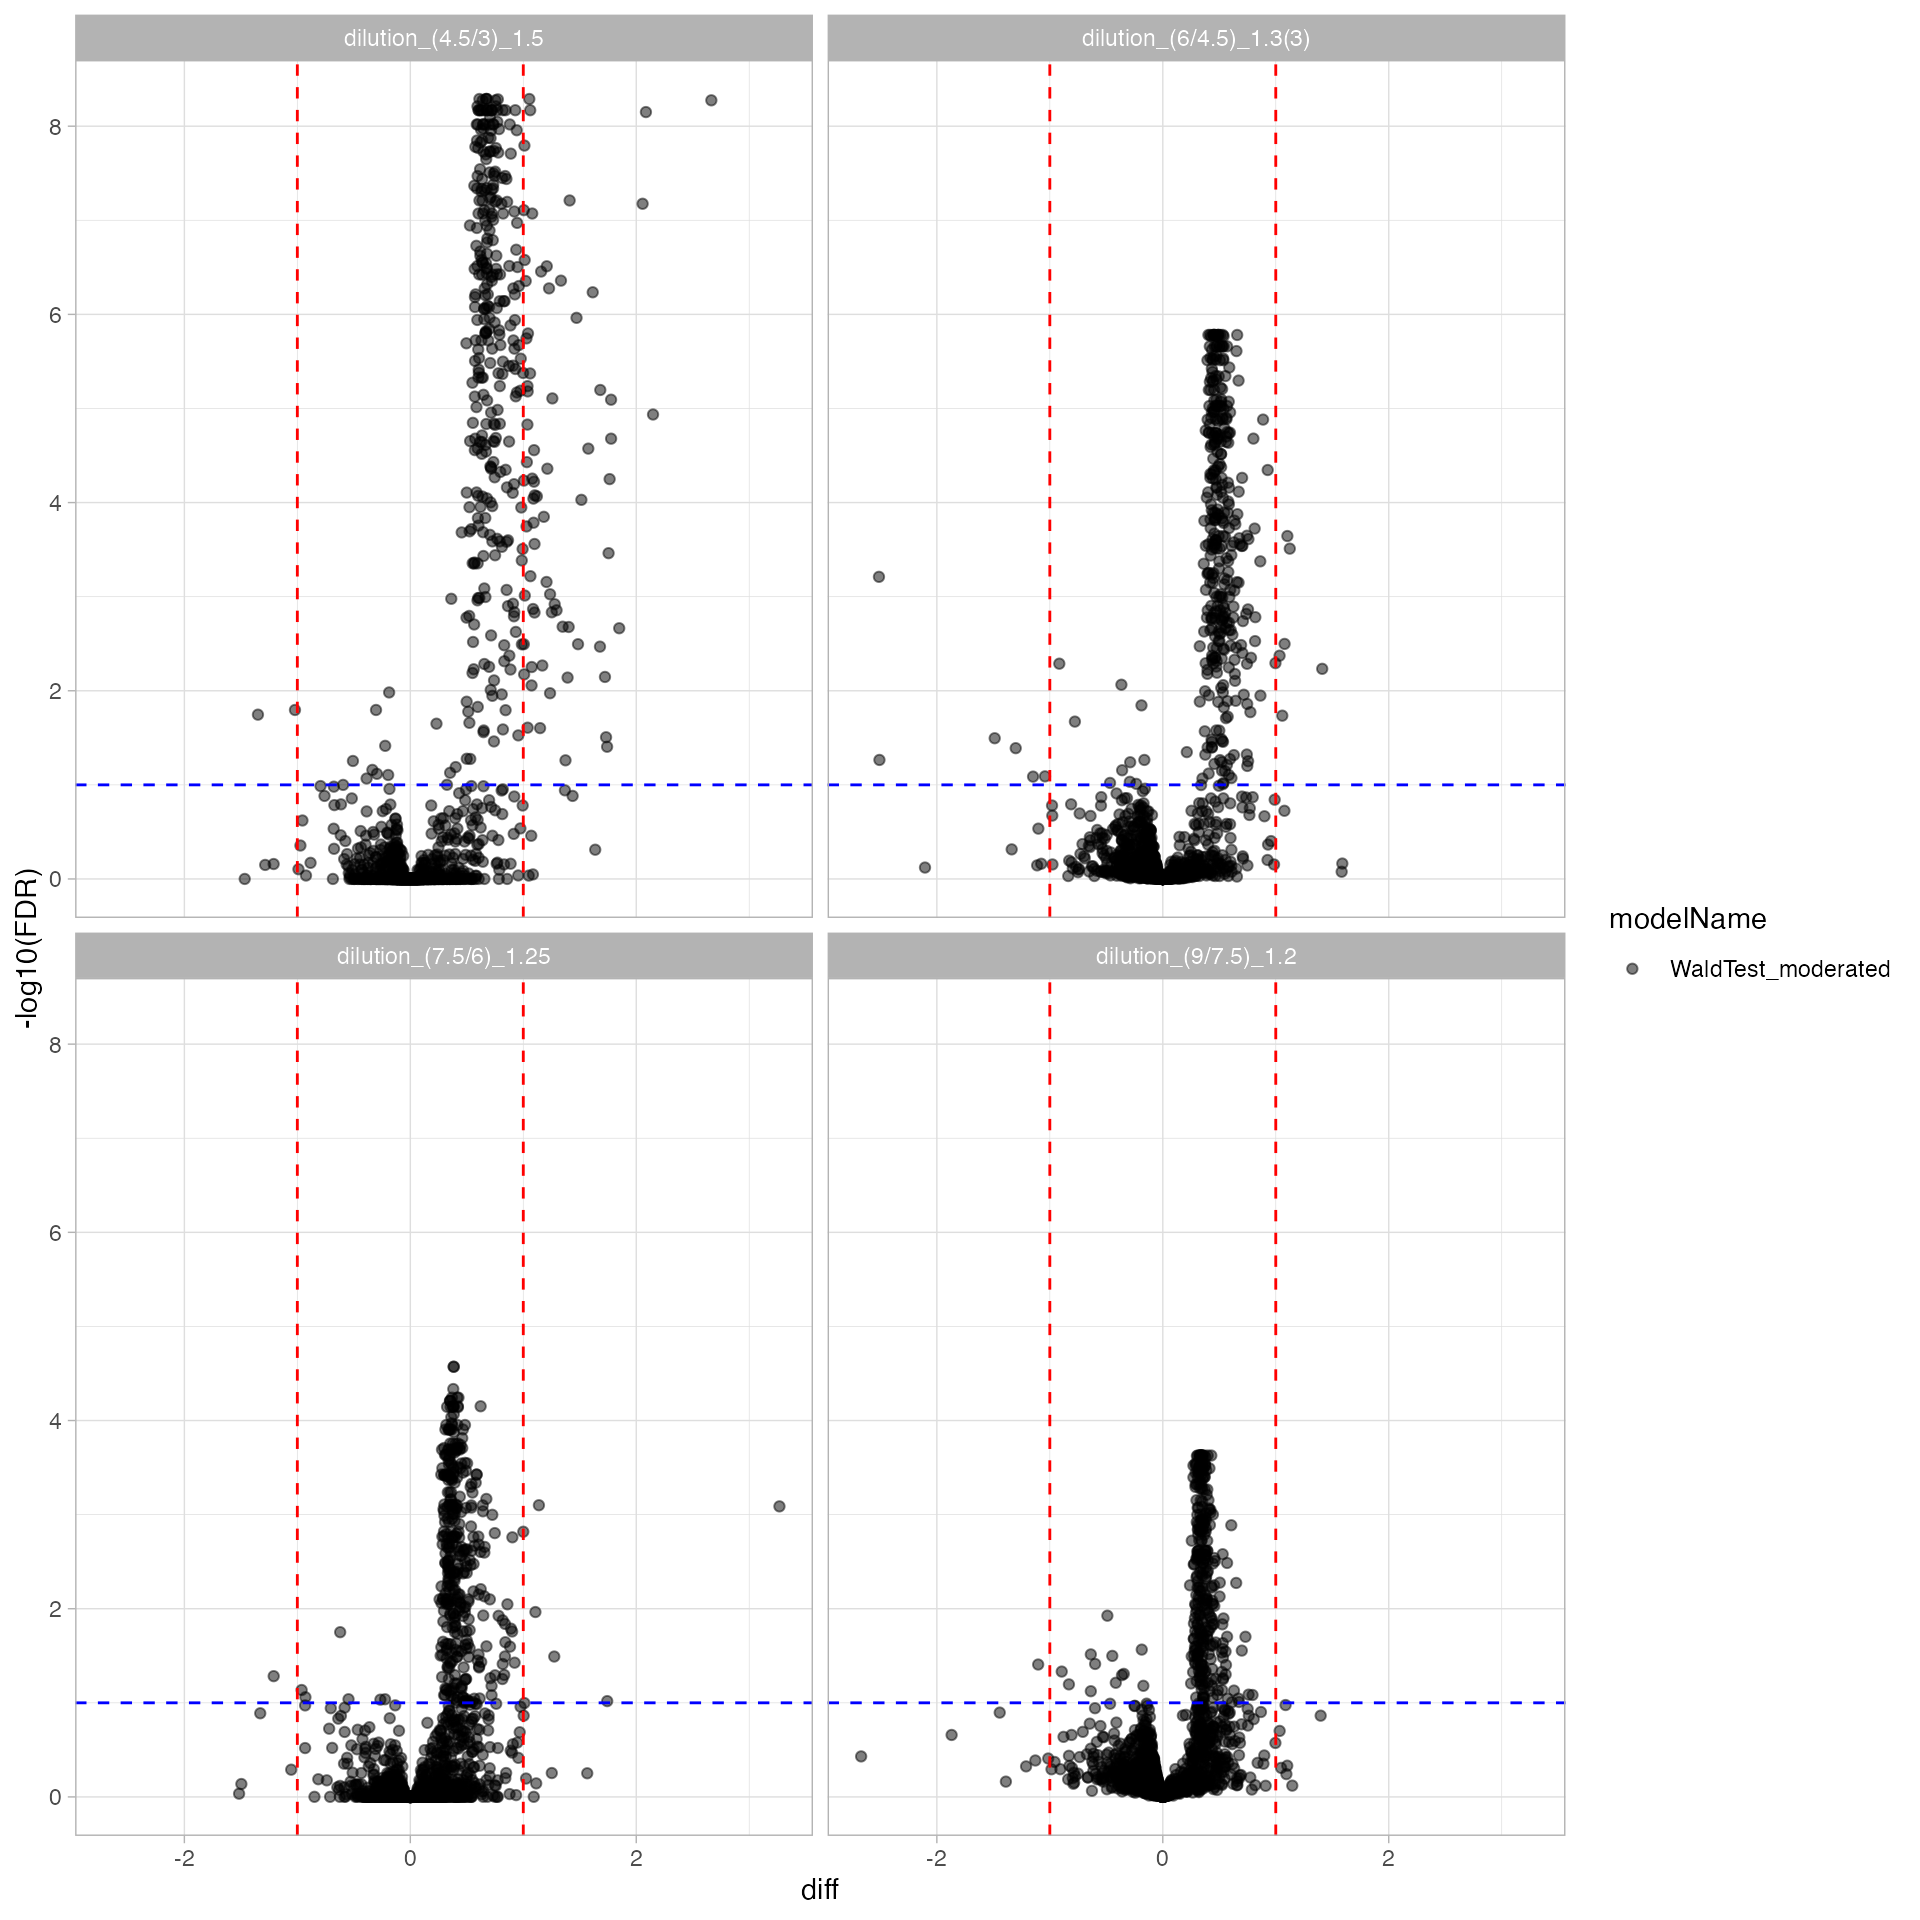 dilution_(4.5/3)_1.5
dilution_(6/4.5)_1.3(3)
8
6
4
2
0
dilution_(7.5/6)_1.25
dilution_(9/7.5)_1.2
8
6
4
2
0
-2
0
2
-2
0
2
diff
-log10(FDR)
modelName
WaldTest_moderated